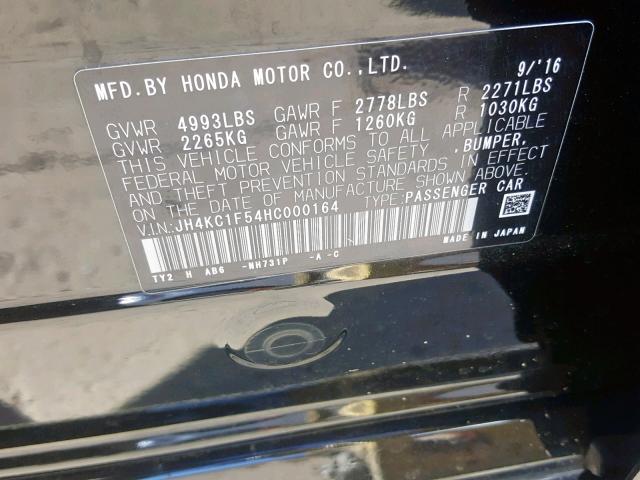 MFD.BY HONDA MOTOR CO.,LTD. 9/'16
GVWR 4993LBS GAWR F 2778LBS R 2271LBS
GVWR 2265KG GAWR F 1260KG R 1030KG
THIS VEHICLE CONFORMS TO ALL APPLICABLE
FEDERAL MOTOR VEHICLE SAFETY ,BUMPER,
AND THEFT PREVENTION STANDARDS IN EFFECT
ON THE DATE OF MANUFACTURE SHOWN ABOVE.
V.I.N:JH4KC1F54HC000164 TYPE:PASSENGER CAR
MADE IN JAPAN
TY2 H AB6 -NH731P -A -C